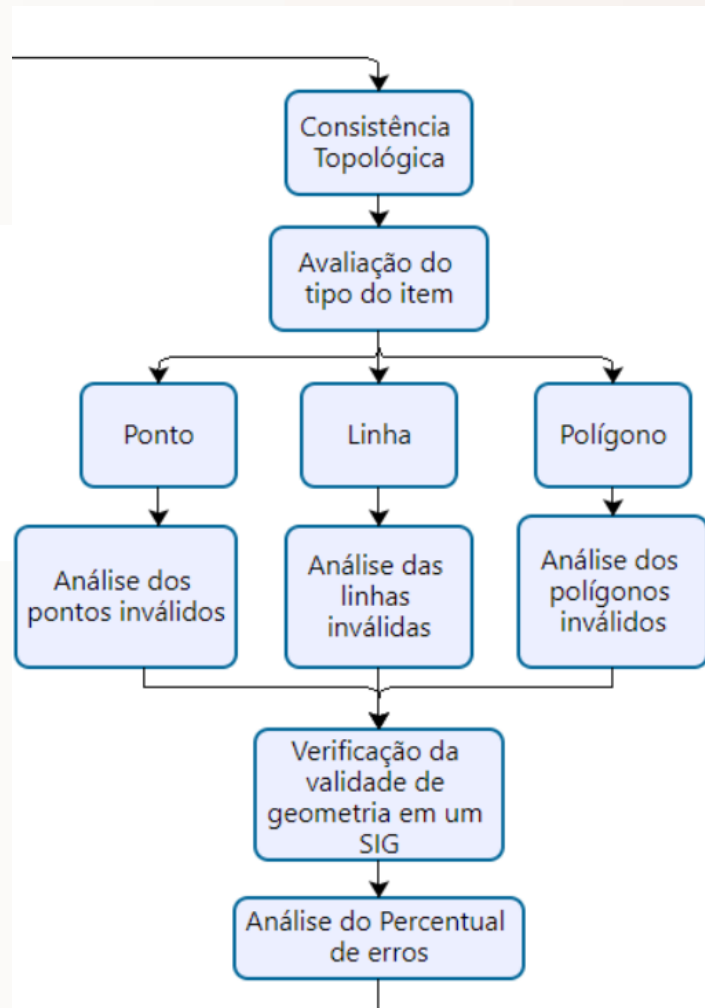 Consistência
Topológica
Avaliação do
tipo do item
Ponto
Linha
Polígono
Análise dos
pontos inválidos
Análise das
linhas
inválidas
Análise dos
polígonos
inválidos
Verificação da
validade de
geometria em um
SIG
Análise do Percentual
de erros